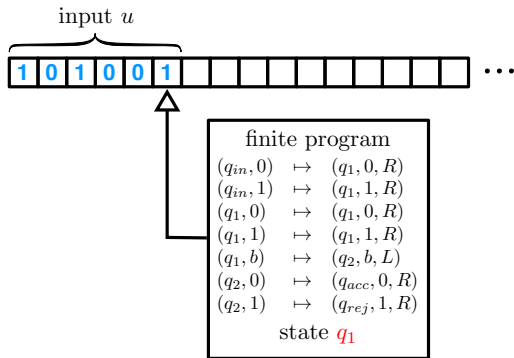 input u
1 0 1 0 0 1 ...
finite program
(q_in, 0) ↦ (q_1, 0, R)
(q_in, 1) ↦ (q_1, 1, R)
(q_1, 0) ↦ (q_1, 0, R)
(q_1, 1) ↦ (q_1, 1, R)
(q_1, b) ↦ (q_2, b, L)
(q_2, 0) ↦ (q_acc, 0, R)
(q_2, 1) ↦ (q_rej, 1, R)
state q_1